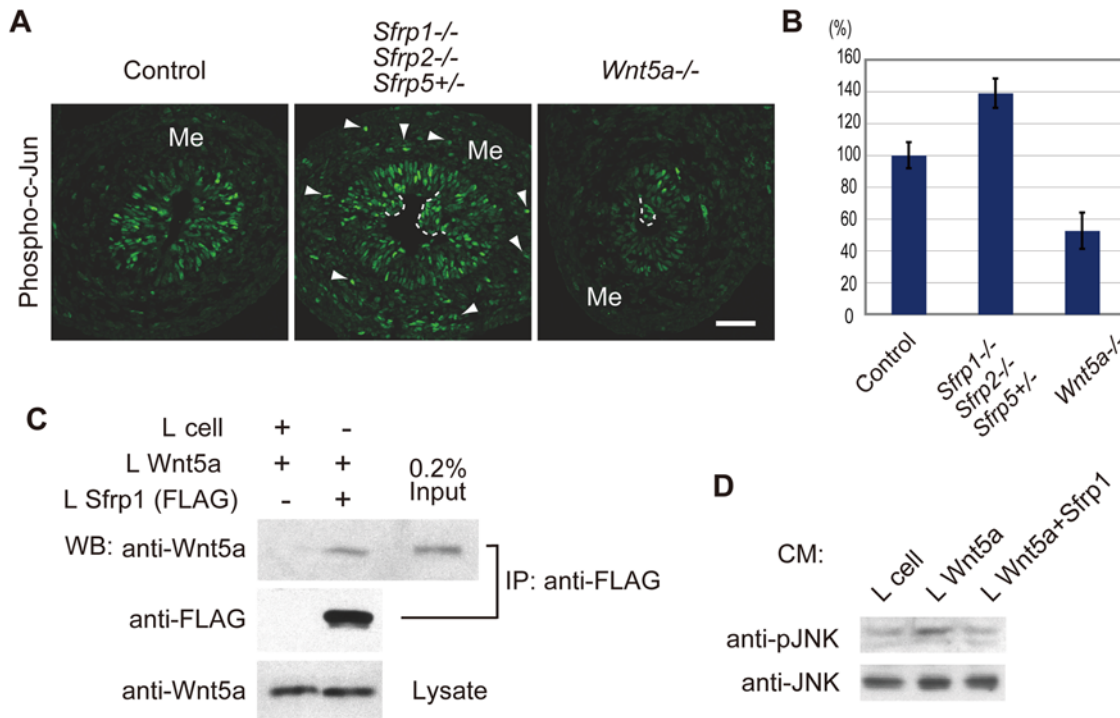 A
Control
Sfrp1-/-
Sfrp2-/-
Sfrp5+/-
Wnt5a-/-
Phospho-c-Jun
Me
Me
Me
B
(%)
160
140
120
100
80
60
40
20
0
Control
Sfrp1-/-
Sfrp2-/-
Sfrp5+/-
Wnt5a-/-
C
L cell + -
L Wnt5a + +
L Sfrp1 (FLAG) - +
0.2%
Input
WB: anti-Wnt5a
IP: anti-FLAG
anti-FLAG
anti-Wnt5a
Lysate
D
CM:
L cell
L Wnt5a
L Wnt5a+Sfrp1
anti-pJNK
anti-JNK